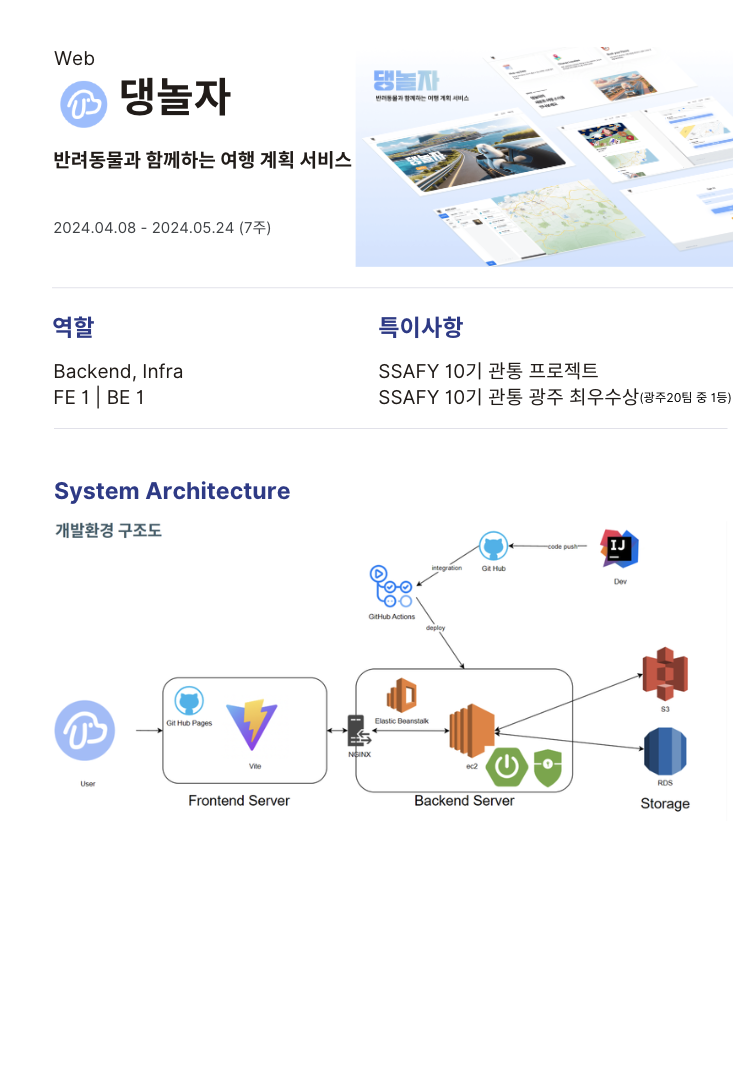 Web
댕놀자
반려동물과 함께하는 여행 계획 서비스
2024.04.08 - 2024.05.24 (7주)
댕놀자
반려동물과 함께하는 여행 계획 서비스
댕놀자
역할
Backend, Infra
FE 1 | BE 1
특이사항
SSAFY 10기 관통 프로젝트
SSAFY 10기 관통 광주 최우수상(광주20팀 중 1등)
System Architecture
개발환경 구조도
code push
Git Hub
IJ
Dev
integration
GitHub Actions
deploy
Git Hub Pages
Vite
User
Frontend Server
NGINX
Elastic Beanstalk
ec2
Backend Server
S3
RDS
Storage